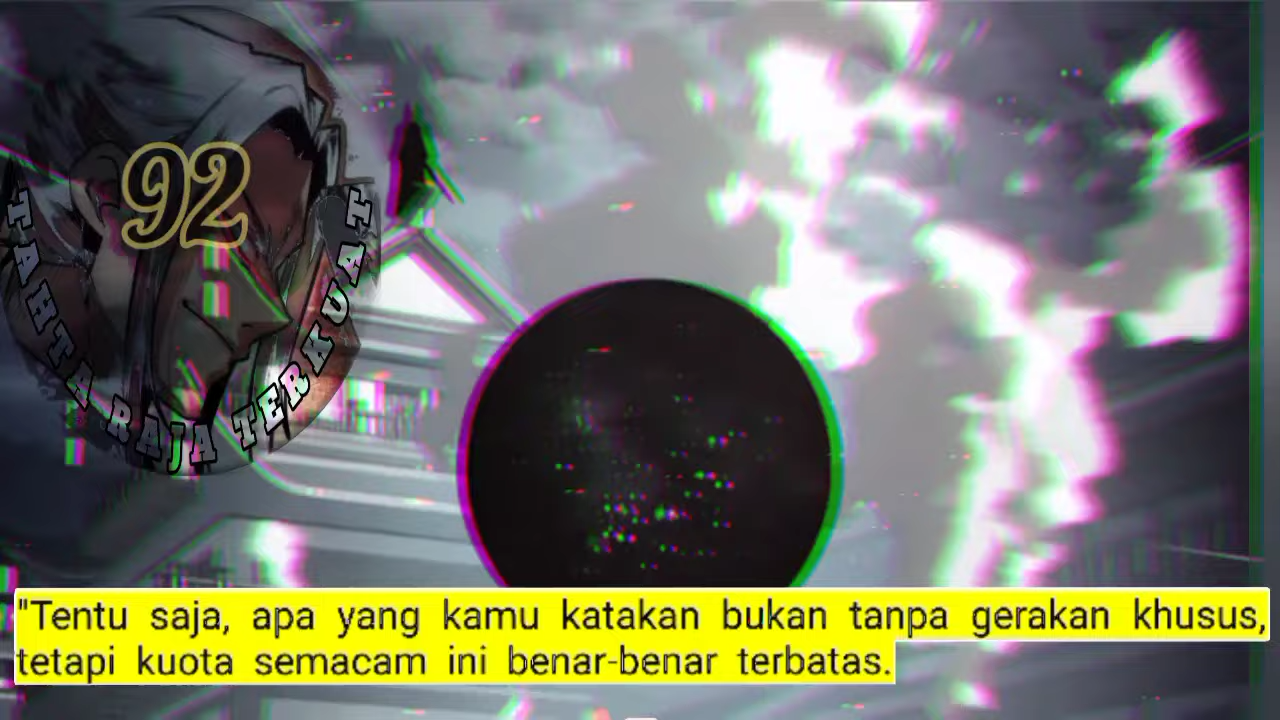 92
TAHTA RAJA TERKUAT
"Tentu saja, apa yang kamu katakan bukan tanpa gerakan khusus,
tetapi kuota semacam ini benar-benar terbatas.